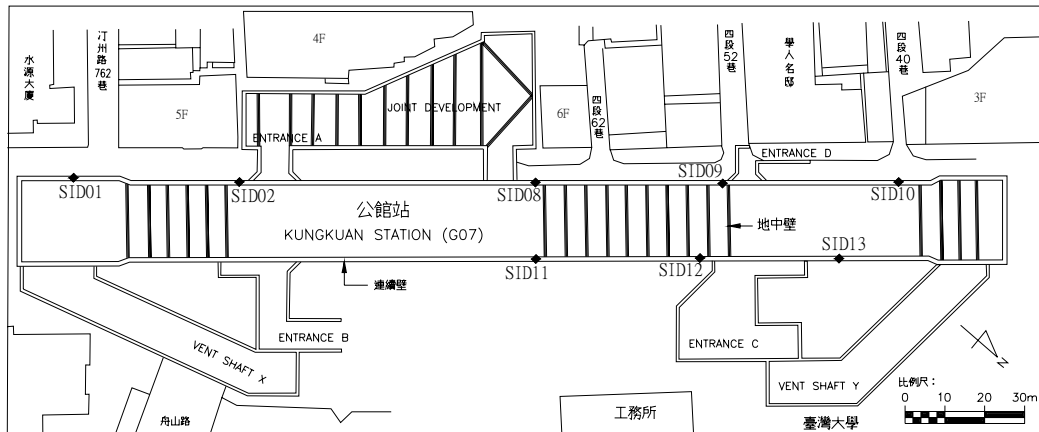 水源大廈
汀州路762巷
5F
4F
ENTRANCE A
JOINT DEVELOPMENT
6F
四段62巷
四段52巷
學人名邸
四段40巷
3F
ENTRANCE D
SID01
SID02
SID08
SID09
SID10
公館站
KUNGKUAN STATION (G07)
地中壁
SID11
SID12
SID13
連續壁
ENTRANCE B
ENTRANCE C
VENT SHAFT X
VENT SHAFT Y
舟山路
工務所
臺灣大學
N
比例尺：
0 10 20 30m